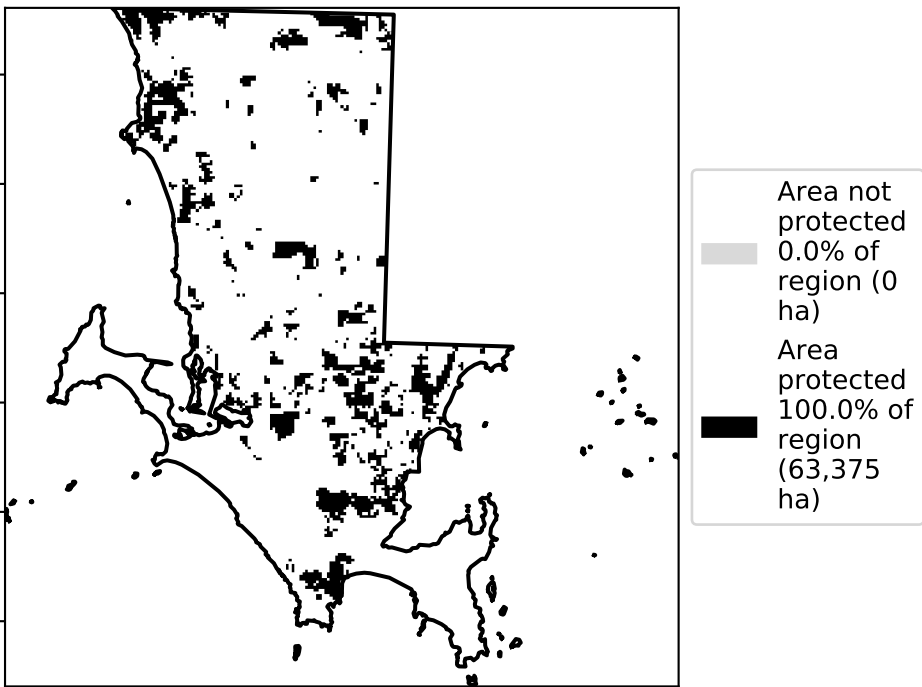 Area not
protected
0.0% of
region (0
ha)
Area
protected
100.0% of
region
(63,375
ha)